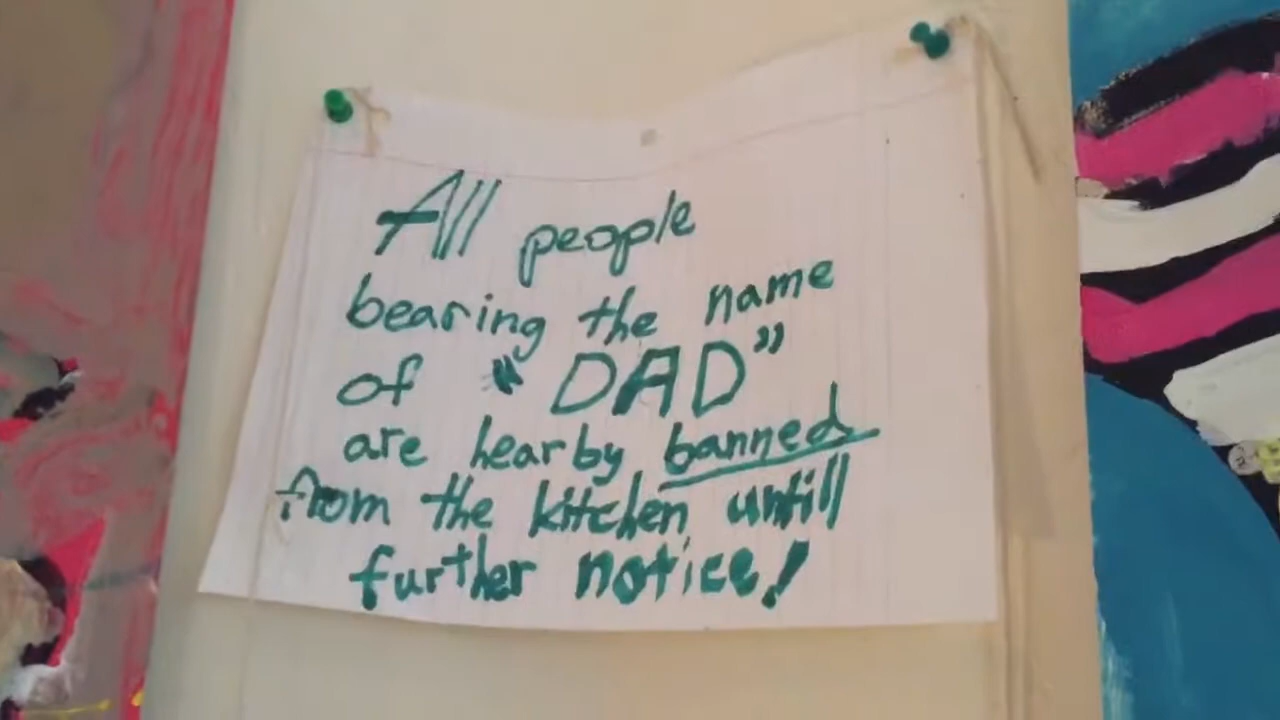 All people
bearing the name
of "DAD"
are hearby banned
from the kitchen untill
further notice!